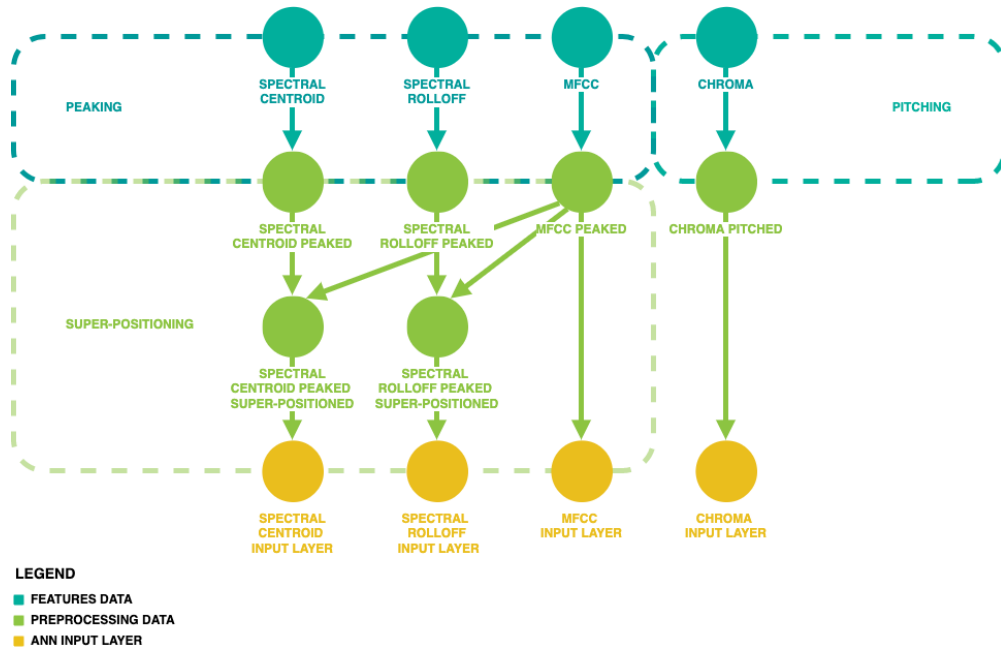 SPECTRAL
CENTROID
SPECTRAL
ROLLOFF
MFCC
CHROMA
PEAKING
PITCHING
SPECTRAL
CENTROID PEAKED
SPECTRAL
ROLLOFF PEAKED
MFCC PEAKED
CHROMA PITCHED
SUPER-POSITIONING
SPECTRAL
CENTROID PEAKED
SUPER-POSITIONED
SPECTRAL
ROLLOFF PEAKED
SUPER-POSITIONED
SPECTRAL
CENTROID
INPUT LAYER
SPECTRAL
ROLLOFF
INPUT LAYER
MFCC
INPUT LAYER
CHROMA
INPUT LAYER
LEGEND
FEATURES DATA
PREPROCESSING DATA
ANN INPUT LAYER